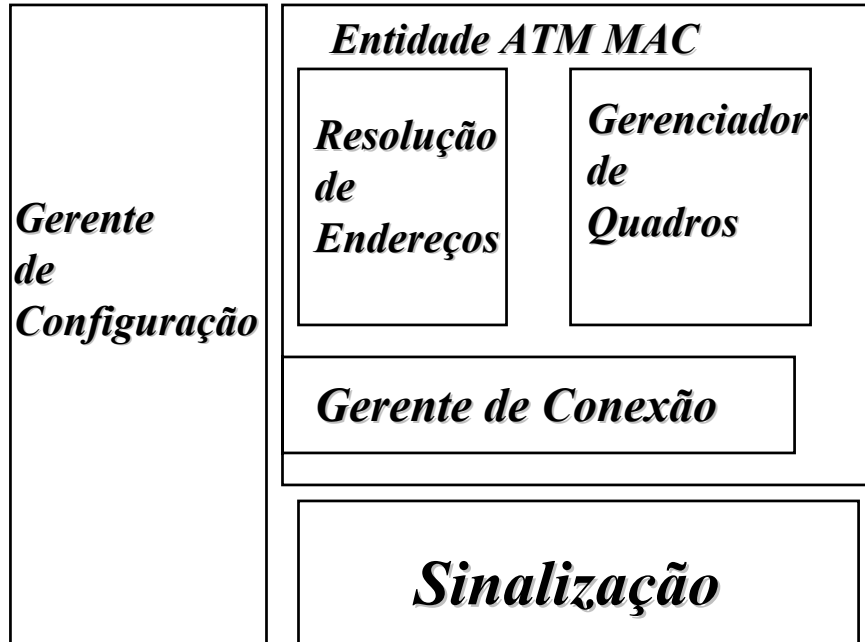 Gerente
de
Configuração
Entidade ATM MAC
Resolução
de
Endereços
Gerenciador
de
Quadros
Gerente de Conexão
Sinalização